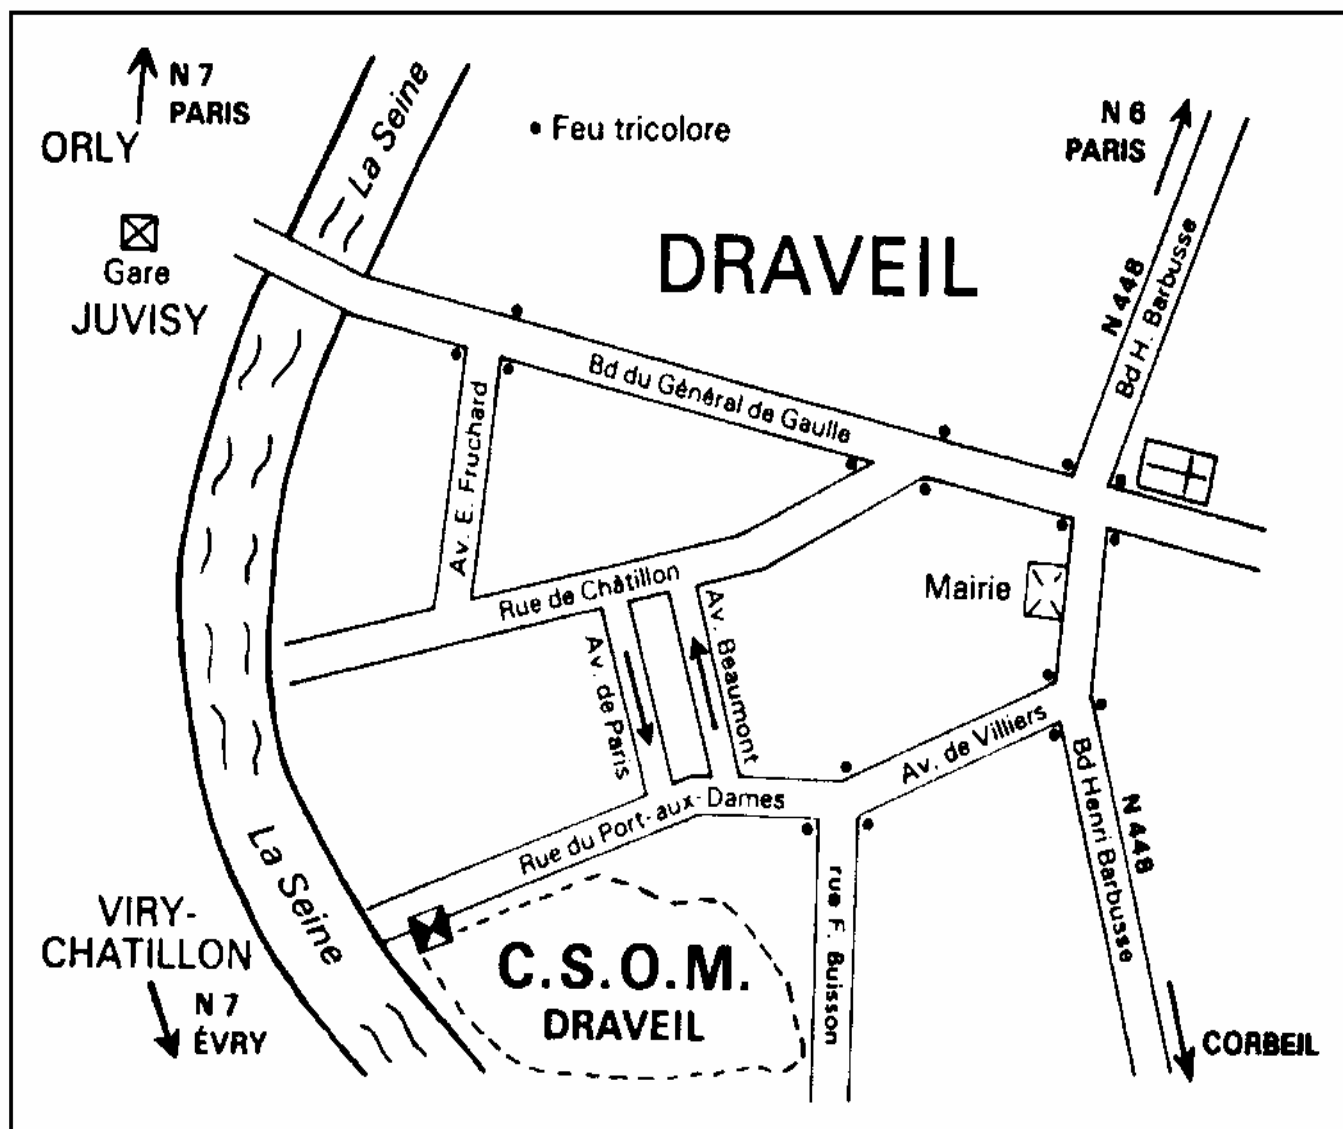 N 7
PARIS
ORLY
La Seine
• Feu tricolore
N 6
PARIS
Gare
JUVISY
DRAVEIL
N 448
Bd H. Barbusse
Bd du Général de Gaulle
Av. E. Fruchard
Rue de Châtillon
Mairie
Av. de Paris
Av. Beaumont
Av. de Villiers
Rue du Port-aux-Dames
Bd Henri Barbusse
N 448
La Seine
rue F. Buisson
VIRY-
CHATILLON
N 7
ÉVRY
C.S.O.M.
DRAVEIL
CORBEIL